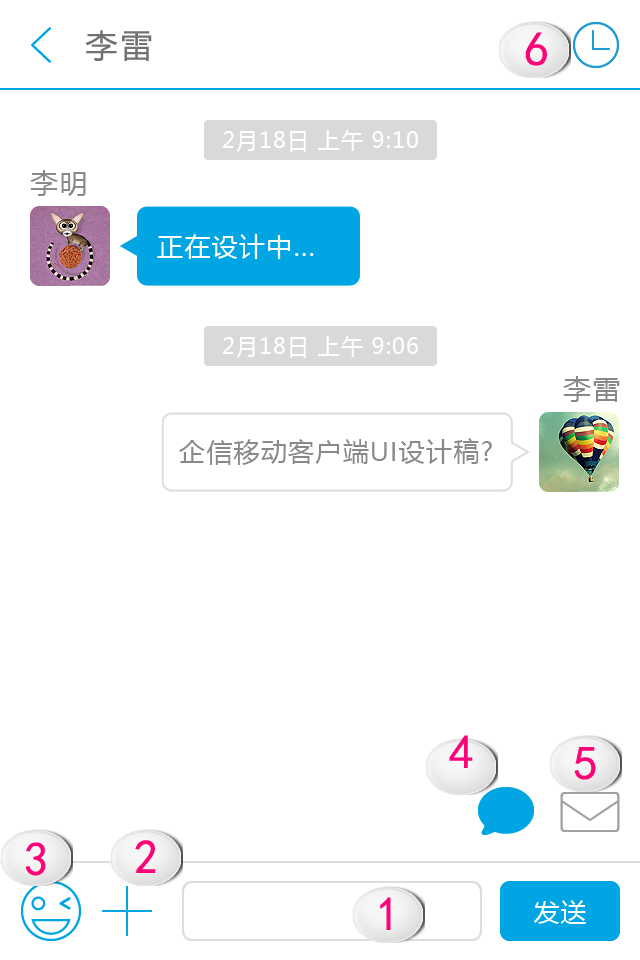 李雷
6
2月18日 上午 9:10
李明
正在设计中...
2月18日 上午 9:06
李雷
企信移动客户端UI设计稿?
4
5
3
2
1
发送